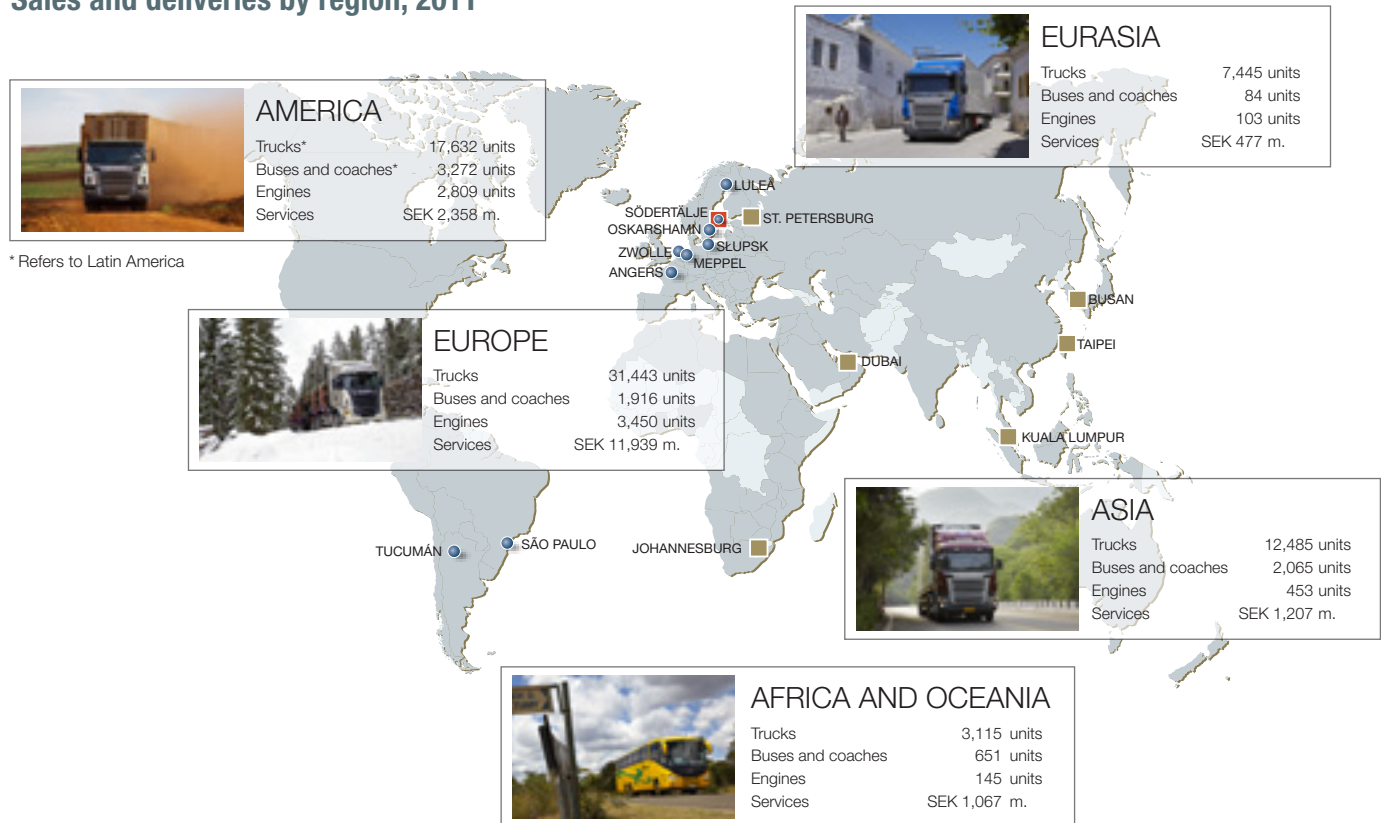 Sales and deliveries by region, 2011
AMERICA
Trucks* 17,632 units
Buses and coaches* 3,272 units
Engines 2,809 units
Services SEK 2,358 m.
* Refers to Latin America
EURASIA
Trucks 7,445 units
Buses and coaches 84 units
Engines 103 units
Services SEK 477 m.
LULEÅ
SÖDERTÄLJE
ST. PETERSBURG
OSKARSHAMN
SŁUPSK
ZWOLLE
MEPPEL
ANGERS
BUSAN
TAIPEI
DUBAI
KUALA LUMPUR
EUROPE
Trucks 31,443 units
Buses and coaches 1,916 units
Engines 3,450 units
Services SEK 11,939 m.
TUCUMÁN
SÃO PAULO
JOHANNESBURG
ASIA
Trucks 12,485 units
Buses and coaches 2,065 units
Engines 453 units
Services SEK 1,207 m.
AFRICA AND OCEANIA
Trucks 3,115 units
Buses and coaches 651 units
Engines 145 units
Services SEK 1,067 m.